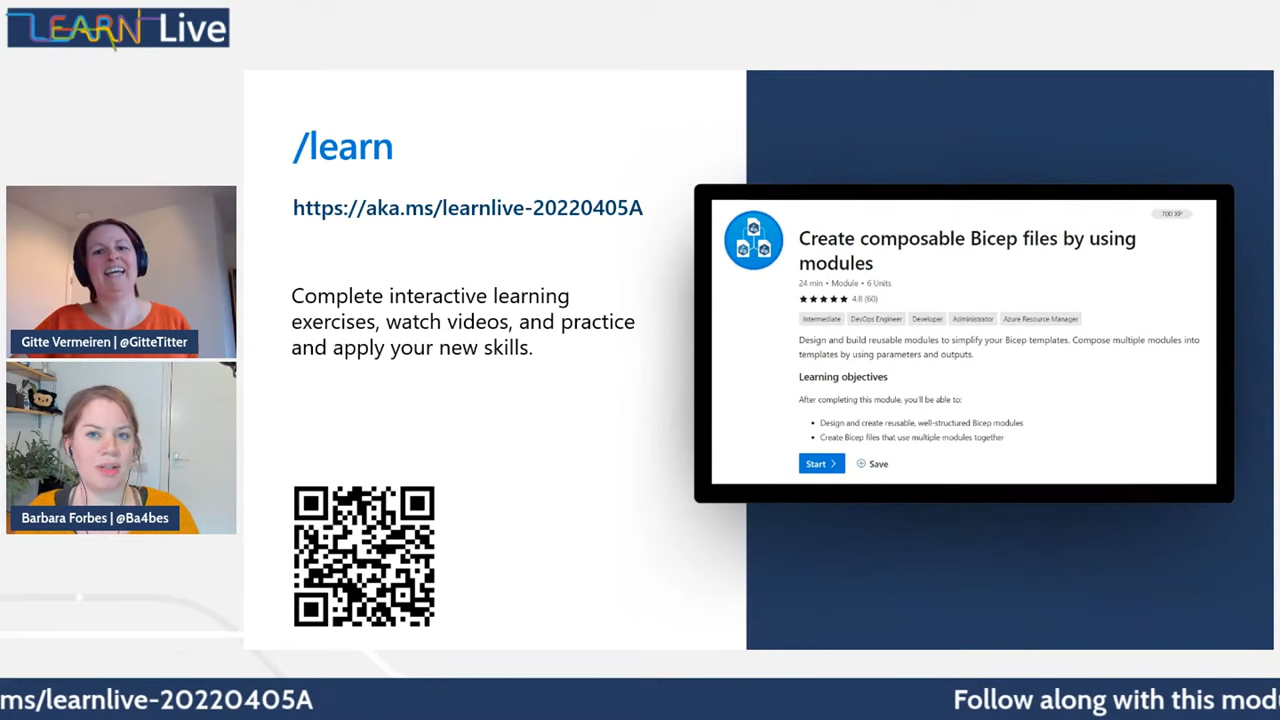 LEARN Live
/learn
https://aka.ms/learnlive-20220405A
Complete interactive learning
exercises, watch videos, and practice
and apply your new skills.
700 XP
Create composable Bicep files by using
modules
24 min • Module • 6 Units
★★★★★ 4.8 (60)
Intermediate DevOps Engineer Developer Administrator Azure Resource Manager
Design and build reusable modules to simplify your Bicep templates. Compose multiple modules into
templates by using parameters and outputs.
Learning objectives
After completing this module, you'll be able to:
• Design and create reusable, well-structured Bicep modules
• Create Bicep files that use multiple modules together
Start > Save
Gitte Vermeiren | @GitteTitter
Barbara Forbes | @Ba4bes
ms/learnlive-20220405A Follow along with this modu